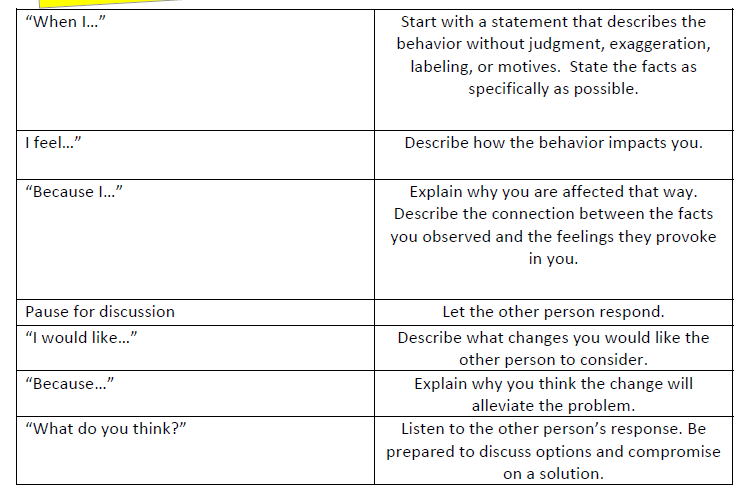 “When I…”
Start with a statement that describes the
behavior without judgment, exaggeration,
labeling, or motives.  State the facts as
specifically as possible.
I feel…”
Describe how the behavior impacts you.
“Because I…”
Explain why you are affected that way.
Describe the connection between the facts
you observed and the feelings they provoke
in you.
Pause for discussion
Let the other person respond.
“I would like…”
Describe what changes you would like the
other person to consider.
“Because…”
Explain why you think the change will
alleviate the problem.
“What do you think?”
Listen to the other person’s response. Be
prepared to discuss options and compromise
on a solution.